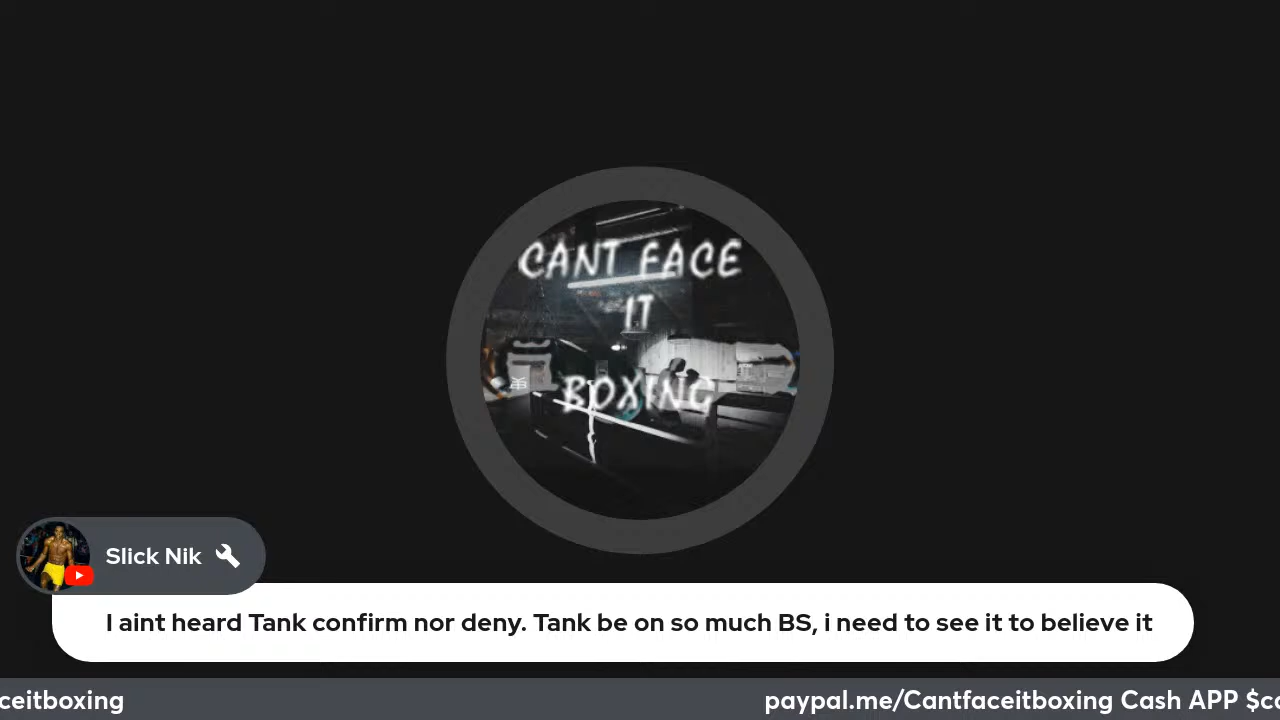 CANT FACE
IT
BOXING
Slick Nik
I aint heard Tank confirm nor deny. Tank be on so much BS, i need to see it to believe it
ceitboxing paypal.me/Cantfaceitboxing Cash APP $c